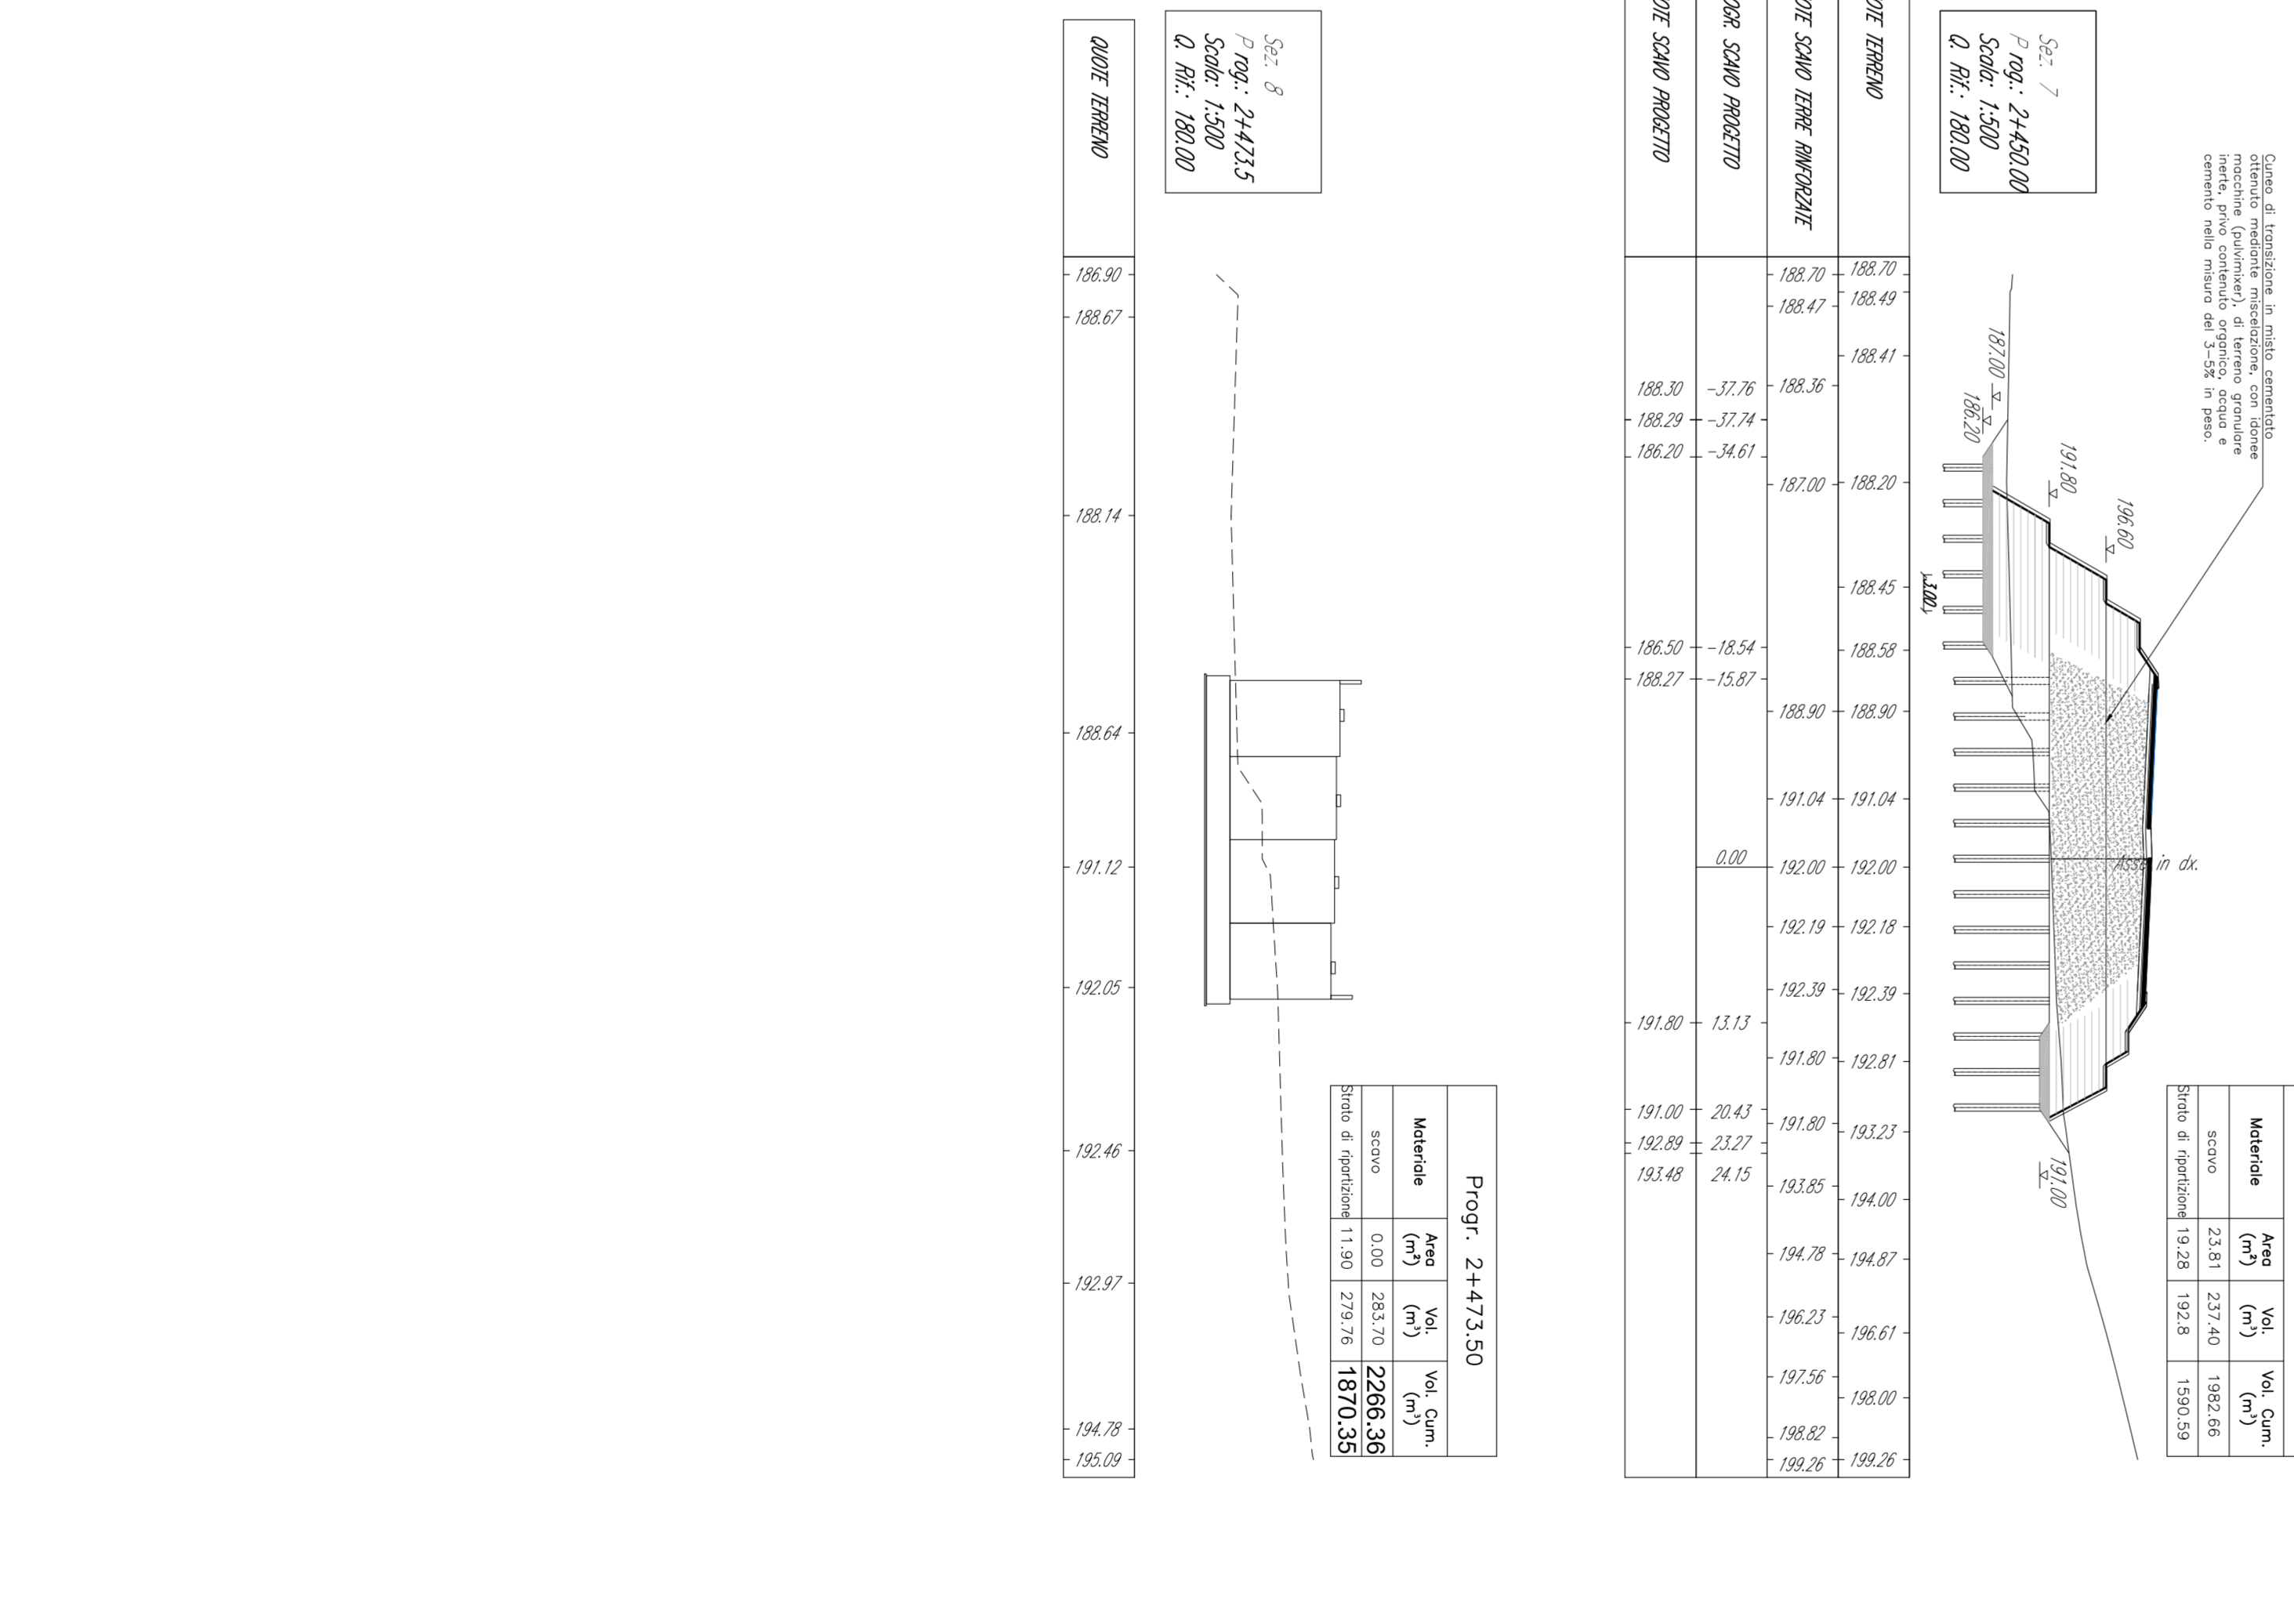 Cuneo di transizione in misto cementato
ottenuto mediante miscelazione, con idonee
macchine (pulvimixer), di terreno granulare
inerte, privo contenuto organico, acqua e
cemento nella misura del 3-5% in peso.
Sez. 7
Prog.: 2+450.00
Scala: 1:500
Q. Rif.: 180.00
187.00
186.20
191.80
196.60
3.00
Asse in dx.
191.00
Materiale Area (m²) Vol. (m³) Vol. Cum. (m³)
scavo 23.81 237.40 1982.66
Strato di ripartizione 19.28 192.8 1590.59
OTE TERRENO 188.70 188.49 188.41 188.20 188.45 188.58 188.90 191.04 192.00 192.18 192.39 192.81 193.23 194.00 194.87 196.61 198.00 199.26
OTE SCAVO TERRE RINFORZATE 188.70 188.47 188.36 187.00 188.90 191.04 192.00 192.19 192.39 191.80 191.80 193.85 194.78 196.23 197.56 198.82 199.26
OGR. SCAVO PROGETTO -37.76 -37.74 -34.61 -18.54 -15.87 0.00 13.13 20.43 23.27 24.15
OTE SCAVO PROGETTO 188.30 188.29 186.20 186.50 188.27 191.80 191.00 192.89 193.48
Sez. 8
Prog.: 2+473.5
Scala: 1:500
Q. Rif.: 180.00
Progr. 2+473.50
Materiale Area (m²) Vol. (m³) Vol. Cum. (m³)
scavo 0.00 283.70 2266.36
Strato di ripartizione 11.90 279.76 1870.35
QUOTE TERRENO 186.90 188.67 188.14 188.64 191.12 192.05 192.46 192.97 194.78 195.09